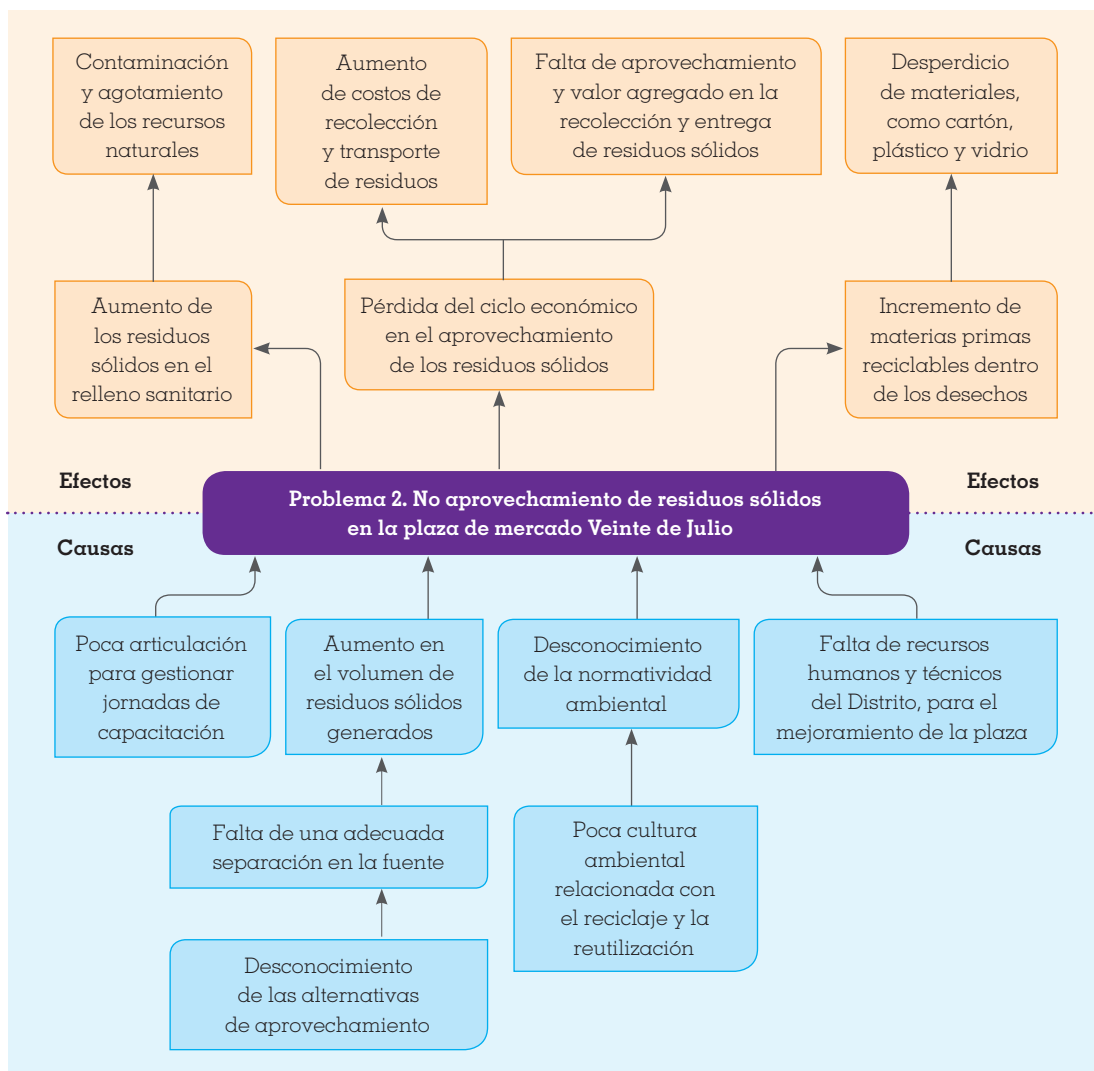 Contaminación
y agotamiento
de los recursos
naturales
Aumento
de costos de
recolección
y transporte
de residuos
Falta de aprovechamiento
y valor agregado en la
recolección y entrega
de residuos sólidos
Desperdicio
de materiales,
como cartón,
plástico y vidrio
Aumento de
los residuos
sólidos en el
relleno sanitario
Pérdida del ciclo económico
en el aprovechamiento
de los residuos sólidos
Incremento de
materias primas
reciclables dentro
de los desechos
Efectos
Efectos
Problema 2. No aprovechamiento de residuos sólidos
en la plaza de mercado Veinte de Julio
Causas
Causas
Poca articulación
para gestionar
jornadas de
capacitación
Aumento en
el volumen de
residuos sólidos
generados
Desconocimiento
de la normatividad
ambiental
Falta de recursos
humanos y técnicos
del Distrito, para el
mejoramiento de la plaza
Falta de una adecuada
separación en la fuente
Poca cultura
ambiental
relacionada con
el reciclaje y la
reutilización
Desconocimiento
de las alternativas
de aprovechamiento